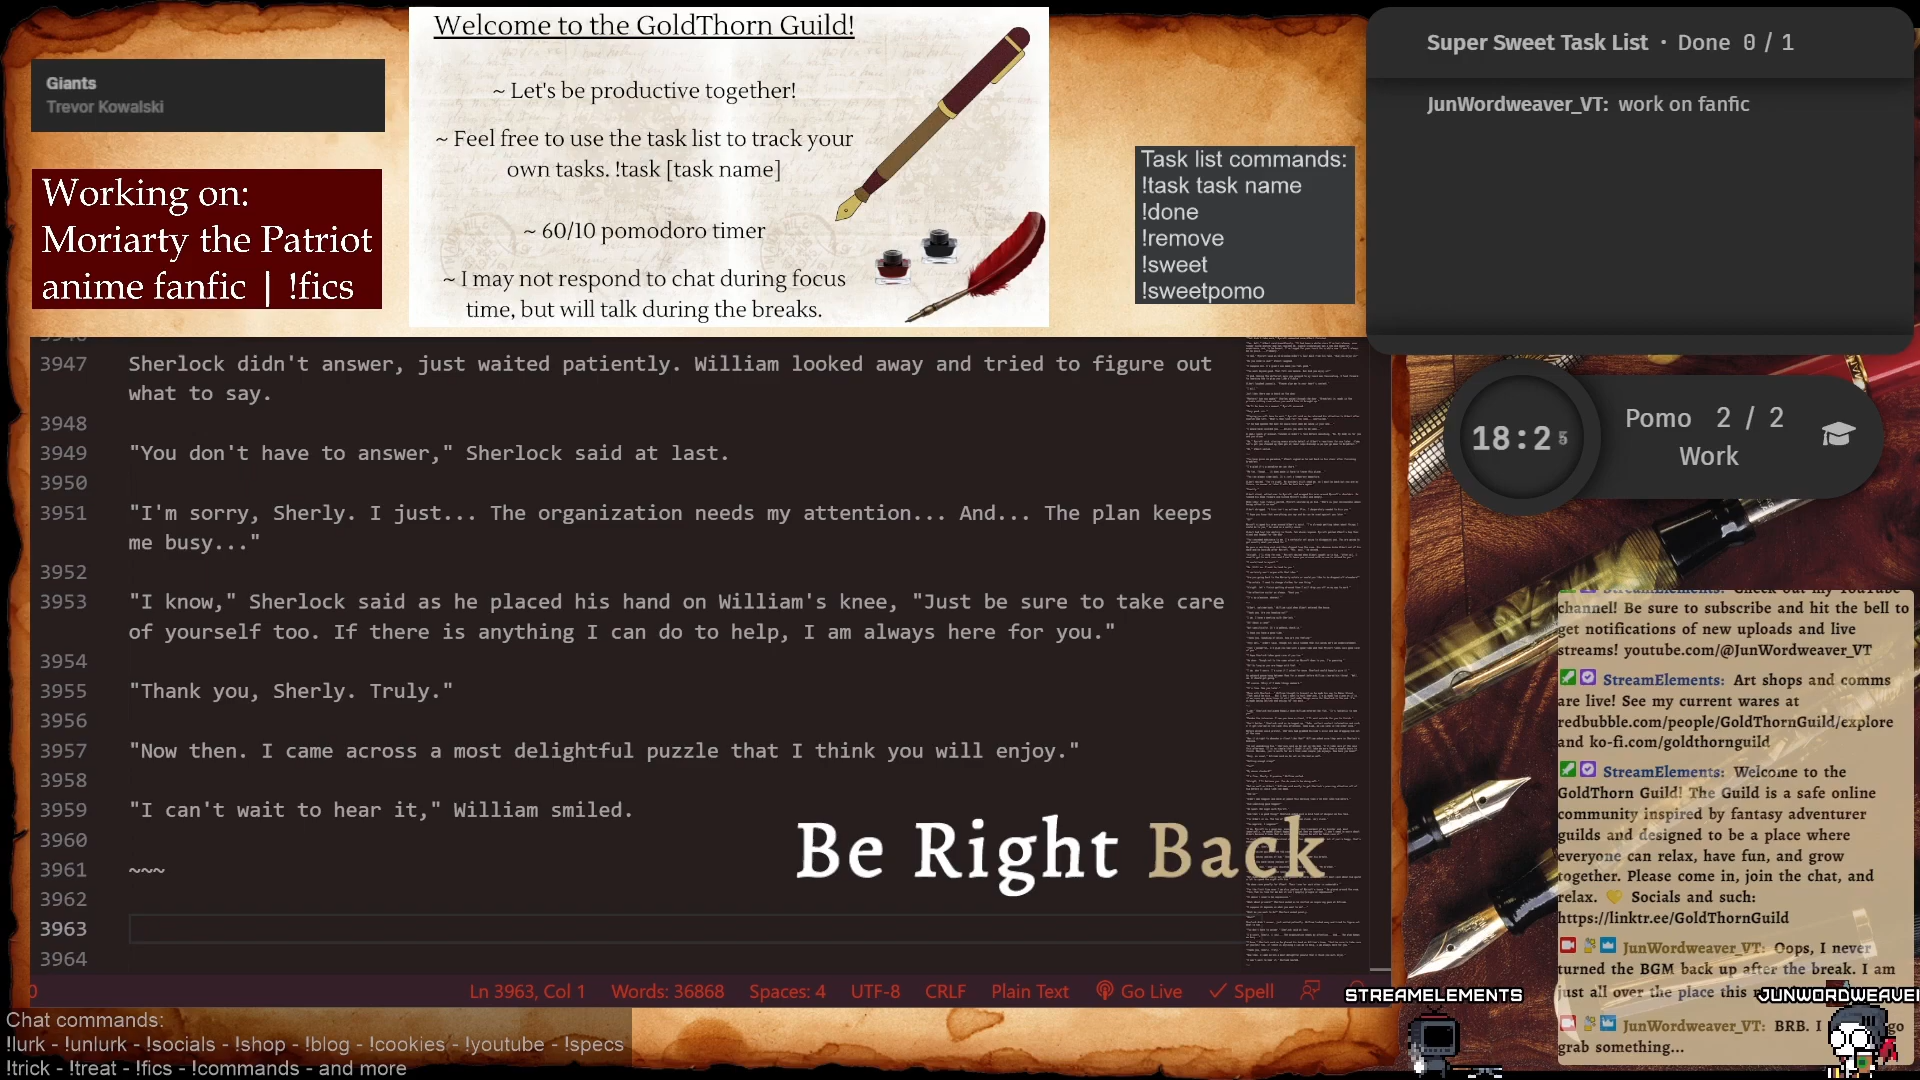 Giants
Trevor Kowalski
Working on:
Moriarty the Patriot
anime fanfic | !fics
Welcome to the GoldThorn Guild!
~ Let's be productive together!
~ Feel free to use the task list to track your
own tasks. !task [task name]
~ 60/10 pomodoro timer
~ I may not respond to chat during focus
time, but will talk during the breaks.
Task list commands:
!task task name
!done
!remove
!sweet
!sweetpomo
Super Sweet Task List • Done 0 / 1
JunWordweaver_VT: work on fanfic
18:2
Pomo 2 / 2
Work
3947 Sherlock didn't answer, just waited patiently. William looked away and tried to figure out
what to say.
3948
3949 "You don't have to answer," Sherlock said at last.
3950
3951 "I'm sorry, Sherly. I just... The organization needs my attention... And... The plan keeps
me busy..."
3952
3953 "I know," Sherlock said as he placed his hand on William's knee, "Just be sure to take care
of yourself too. If there is anything I can do to help, I am always here for you."
3954
3955 "Thank you, Sherly. Truly."
3956
3957 "Now then. I came across a most delightful puzzle that I think you will enjoy."
3958
3959 "I can't wait to hear it," William smiled.
3960
3961 ~~~
3962
3963
3964
Be Right Back
Ln 3963, Col 1 Words: 36868 Spaces: 4 UTF-8 CRLF Plain Text Go Live Spell
StreamElements: Check out my YouTube
channel! Be sure to subscribe and hit the bell to
get notifications of new uploads and live
streams! youtube.com/@JunWordweaver_VT
StreamElements: Art shops and comms
are live! See my current wares at
redbubble.com/people/GoldThornGuild/explore
and ko-fi.com/goldthornguild
StreamElements: Welcome to the
GoldThorn Guild! The Guild is a safe online
community inspired by fantasy adventurer
guilds and designed to be a place where
everyone can relax, have fun, and grow
together. Please come in, join the chat, and
relax. 💛 Socials and such:
https://linktr.ee/GoldThornGuild
JunWordweaver_VT: Oops, I never
turned the BGM back up after the break. I am
just all over the place this
JunWordweaver_VT: BRB. I go
grab something...
STREAMELEMENTS
JUNWORDWEAVE
Chat commands:
!lurk - !unlurk - !socials - !shop - !blog - !cookies - !youtube - !specs
!trick - !treat - !fics - !commands - and more